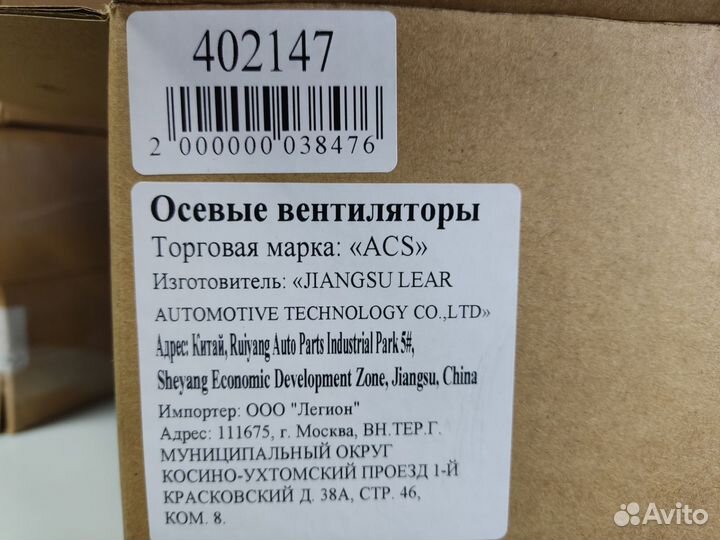 402147
2 000000 038476
Осевые вентиляторы
Торговая марка: «ACS»
Изготовитель: «JIANGSU LEAR
AUTOMOTIVE TECHNOLOGY CO.,LTD»
Адрес: Китай, Ruiyang Auto Parts Industrial Park 5#,
Sheyang Economic Development Zone, Jiangsu, China
Импортер: ООО "Легион"
Адрес: 111675, г. Москва, ВН.ТЕР.Г.
МУНИЦИПАЛЬНЫЙ ОКРУГ
КОСИНО-УХТОМСКИЙ ПРОЕЗД 1-Й
КРАСКОВСКИЙ Д. 38А, СТР. 46,
КОМ. 8.
Avito